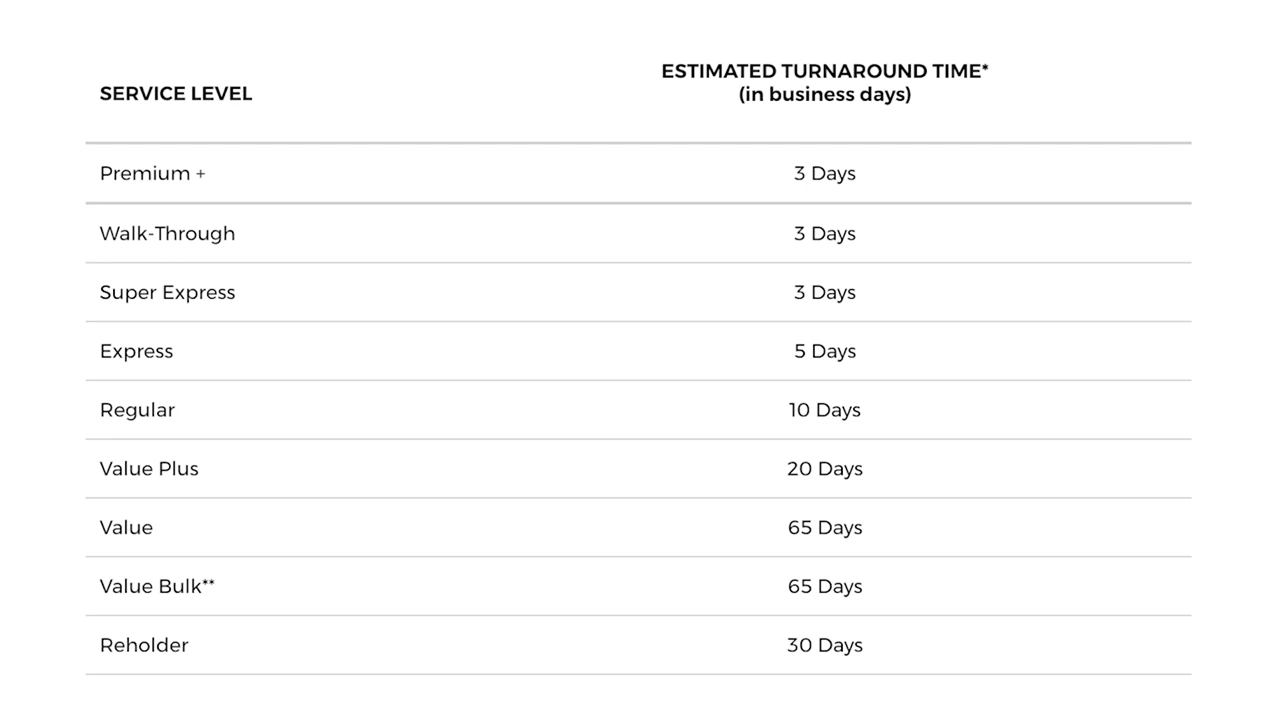 SERVICE LEVEL
ESTIMATED TURNAROUND TIME*
(in business days)
Premium + 3 Days
Walk-Through 3 Days
Super Express 3 Days
Express 5 Days
Regular 10 Days
Value Plus 20 Days
Value 65 Days
Value Bulk** 65 Days
Reholder 30 Days